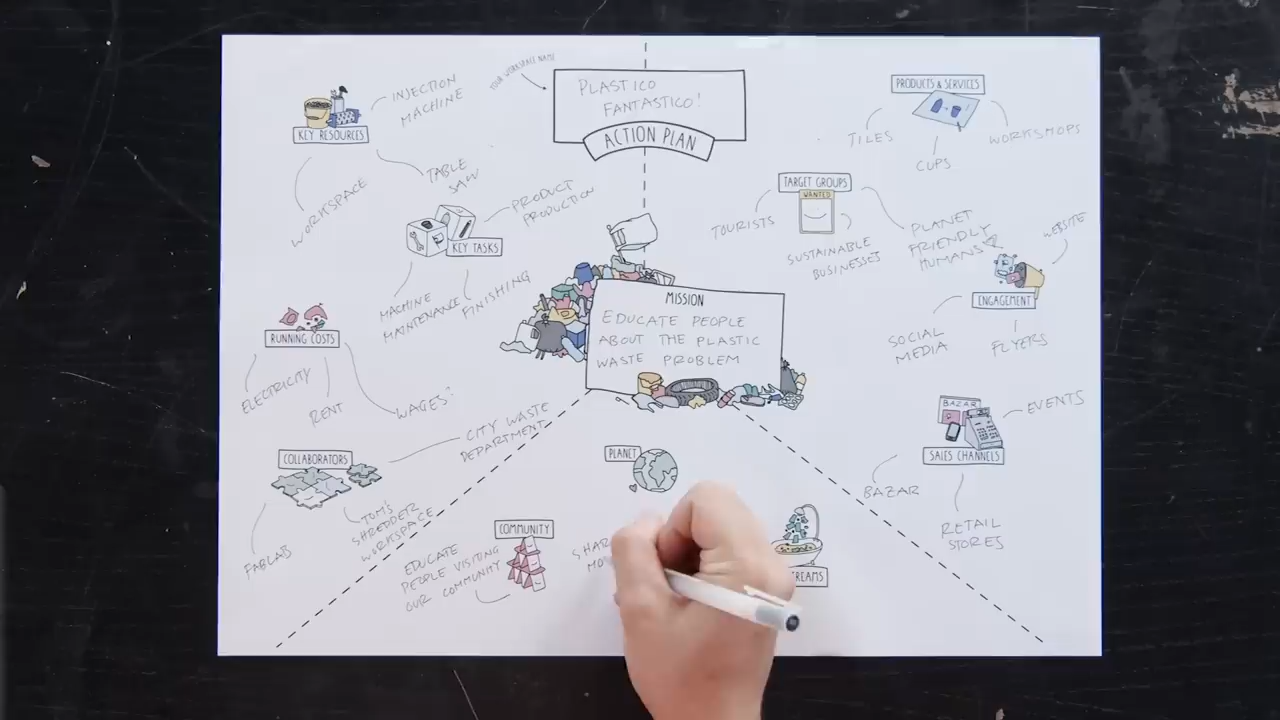 YOUR WORKSPACE NAME
PLASTICO
FANTASTICO!
ACTION PLAN
KEY RESOURCES
INJECTION
MACHINE
WORKSPACE
TABLE
SAW
KEY TASKS
PRODUCT
PRODUCTION
MACHINE
MAINTENANCE
FINISHING
RUNNING COSTS
ELECTRICITY
RENT
WAGES?
COLLABORATORS
CITY WASTE
DEPARTMENT
FABLAB
TOM'S
SHREDDER
WORKSPACE
MISSION
EDUCATE PEOPLE
ABOUT THE PLASTIC
WASTE PROBLEM
PRODUCTS & SERVICES
TILES
CUPS
WORKSHOPS
TARGET GROUPS
WANTED
TOURISTS
SUSTAINABLE
BUSINESSES
PLANET
FRIENDLY
HUMANS
ENGAGEMENT
WEBSITE
SOCIAL
MEDIA
FLYERS
BAZAR
SALES CHANNELS
EVENTS
BAZAR
RETAIL
STORES
PLANET
COMMUNITY
EDUCATE
PEOPLE VISITING
OUR COMMUNITY